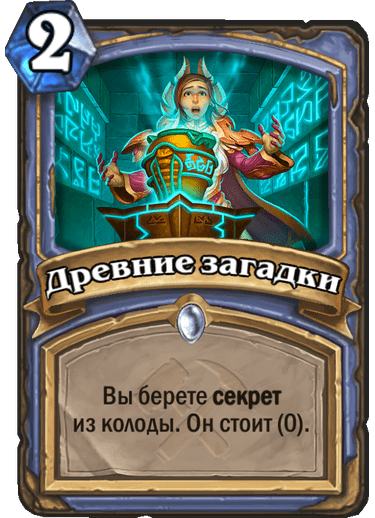 2
Древние загадки
Вы берете секрет
из колоды. Он стоит (0).